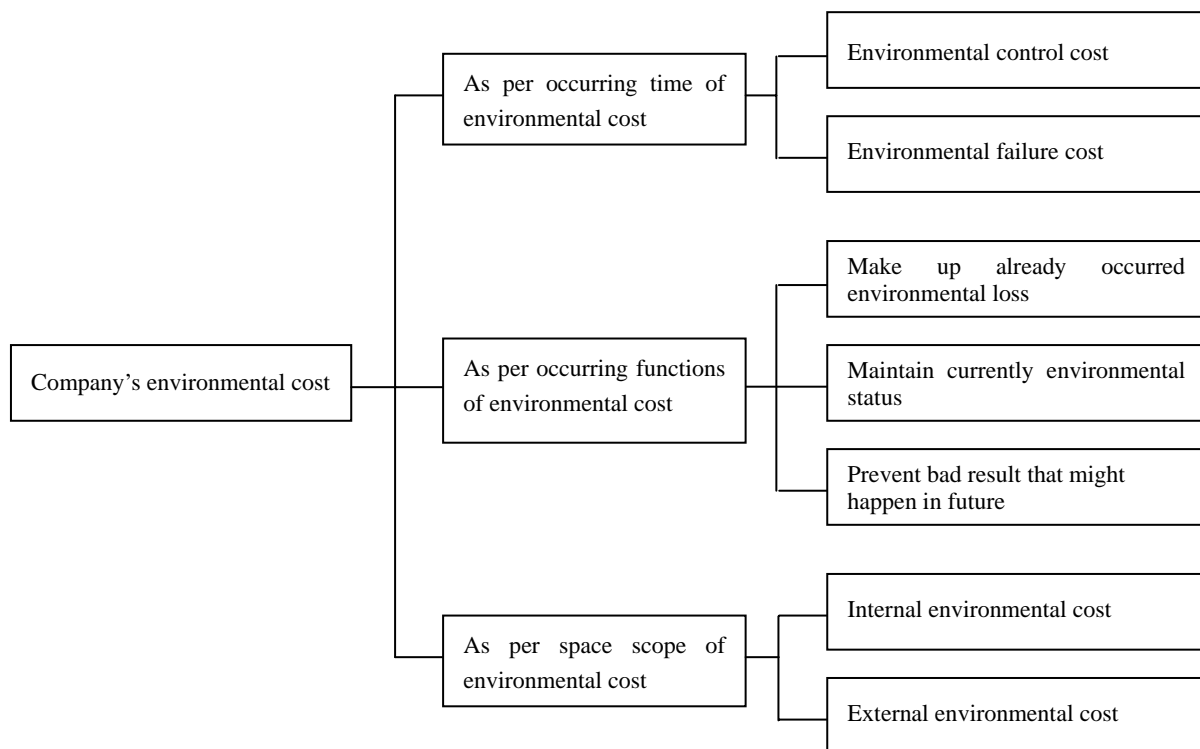 Company’s environmental cost
As per occurring time of
environmental cost
Environmental control cost
Environmental failure cost
As per occurring functions
of environmental cost
Make up already occurred
environmental loss
Maintain currently environmental
status
Prevent bad result that might
happen in future
As per space scope of
environmental cost
Internal environmental cost
External environmental cost